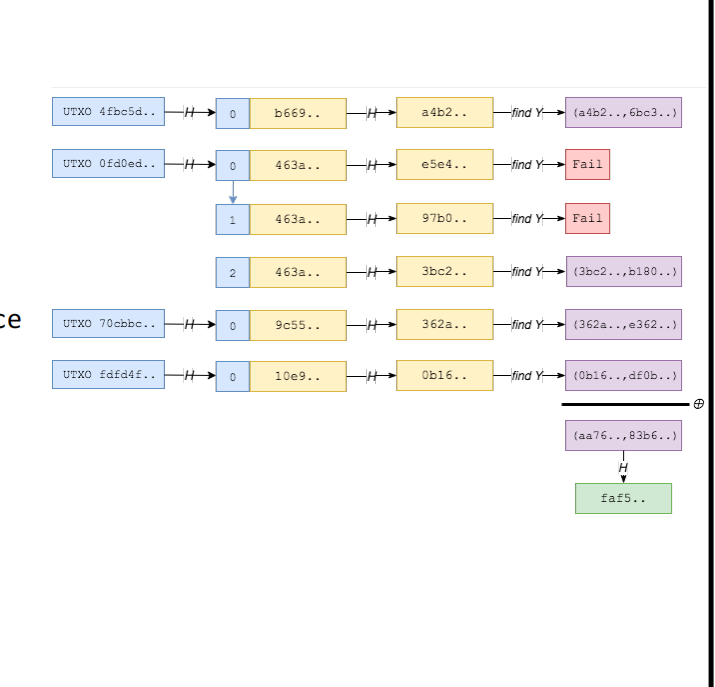 UTXO 4fbc5d.. H 0 b669.. H a4b2.. find Y (a4b2..,6bc3..)
UTXO 0fd0ed.. H 0 463a.. H e5e4.. find Y Fail
1 463a.. H 97b0.. find Y Fail
2 463a.. H 3bc2.. find Y (3bc2..,b180..)
ce
UTXO 70cbbc.. H 0 9c55.. H 362a.. find Y (362a..,e362..)
UTXO fdfd4f.. H 0 10e9.. H 0b16.. find Y (0b16..,df0b..)
⊕
(aa76..,83b6..)
H
faf5..